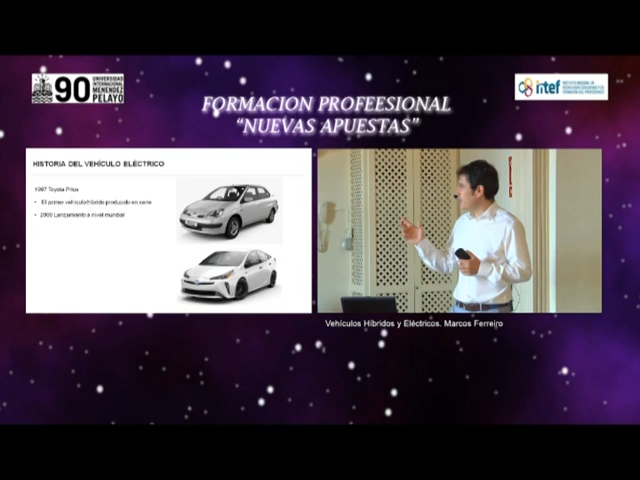 90
UNIVERSIDAD
INTERNACIONAL
MENÉNDEZ
PELAYO
intef
FORMACION PROFEESIONAL
“NUEVAS APUESTAS”
HISTORIA DEL VEHÍCULO ELÉCTRICO
1997 Toyota Prius
• El primer vehículo híbrido producido en serie
• 2000 Lanzamiento a nivel mundial
Vehículos Híbridos y Eléctricos. Marcos Ferreiro